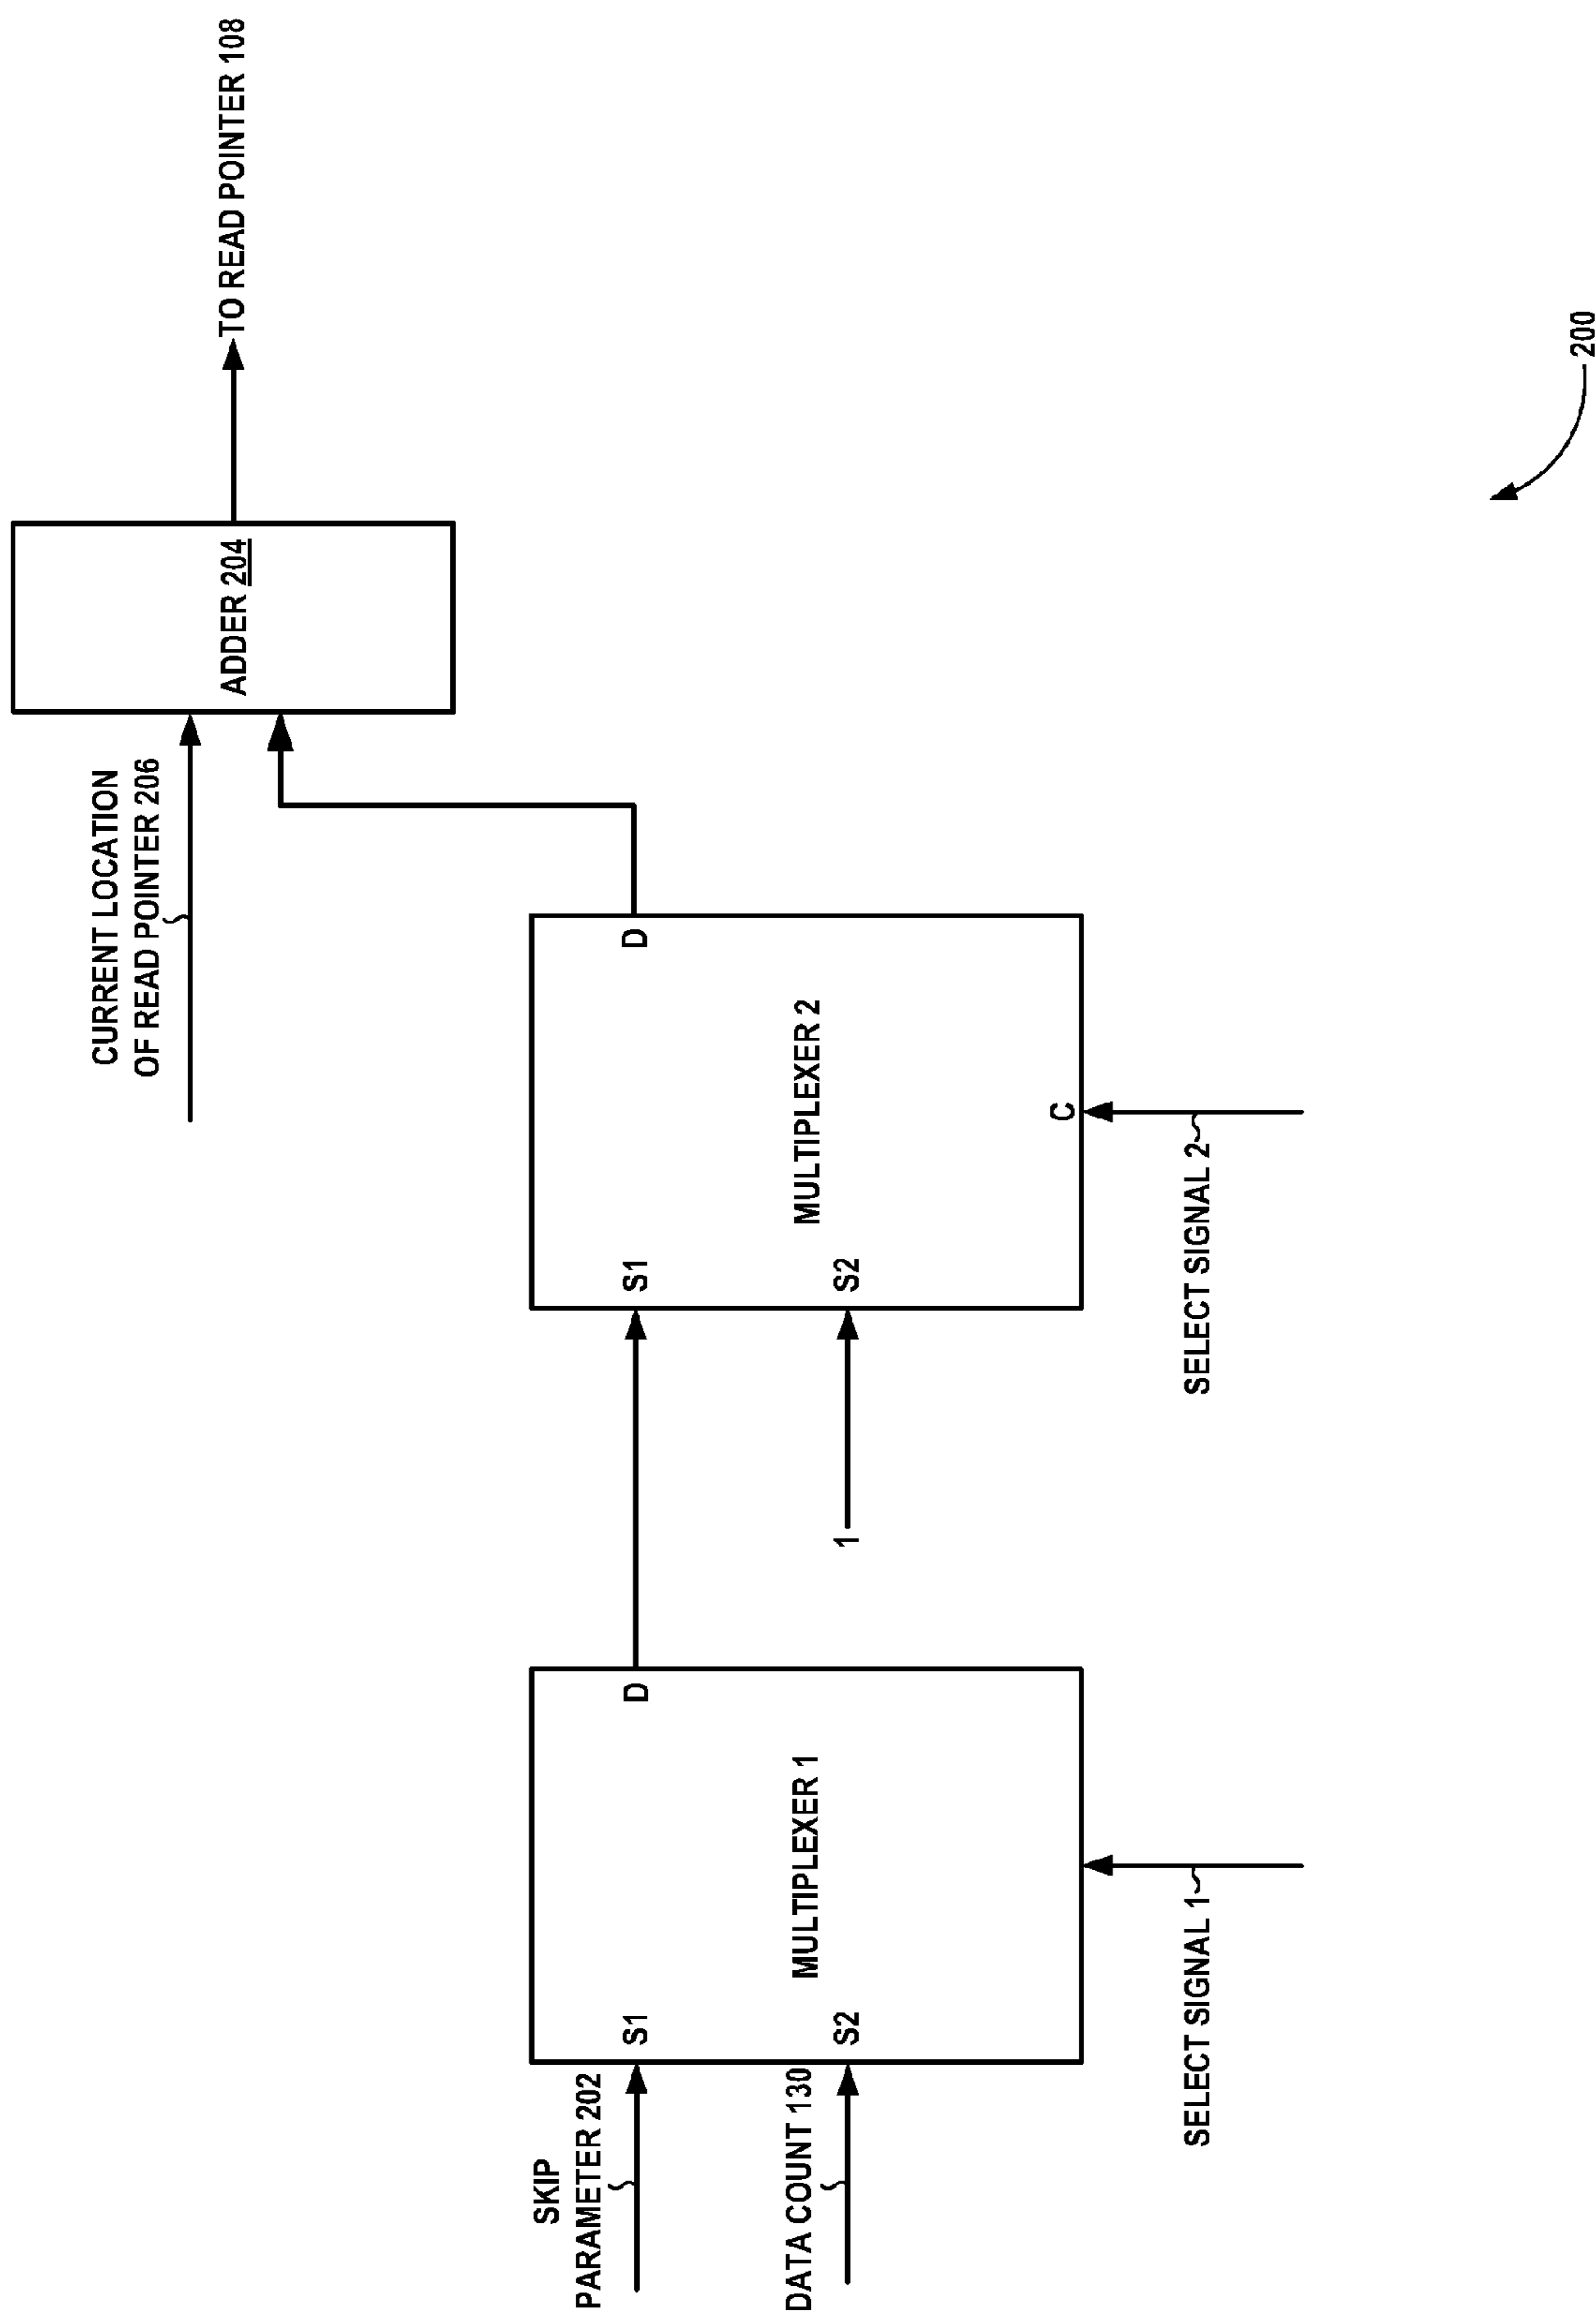 CURRENT LOCATION
OF READ POINTER 206
ADDER 204
TO READ POINTER 108
SKIP
PARAMETER 202
DATA COUNT 130
S1
S2
D
MULTIPLEXER 1
SELECT SIGNAL 1
1
S1
S2
D
MULTIPLEXER 2
C
SELECT SIGNAL 2
200